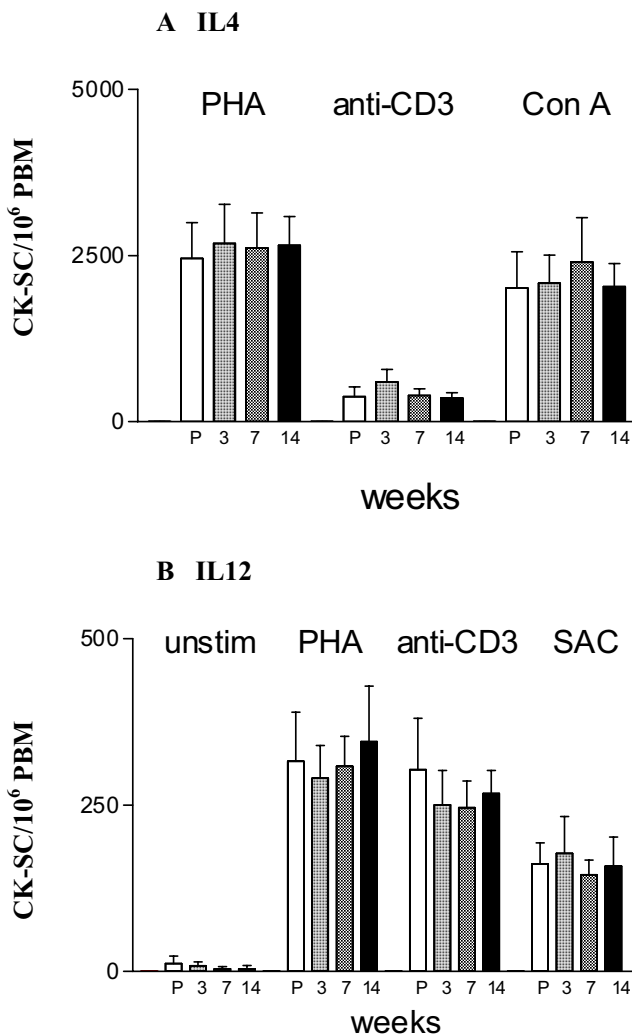 A IL4
5000
PHA anti-CD3 Con A
CK-SC/10⁶ PBM
2500
0
P 3 7 14 P 3 7 14 P 3 7 14
weeks
B IL12
500
unstim PHA anti-CD3 SAC
CK-SC/10⁶ PBM
250
0
P 3 7 14 P 3 7 14 P 3 7 14 P 3 7 14
weeks